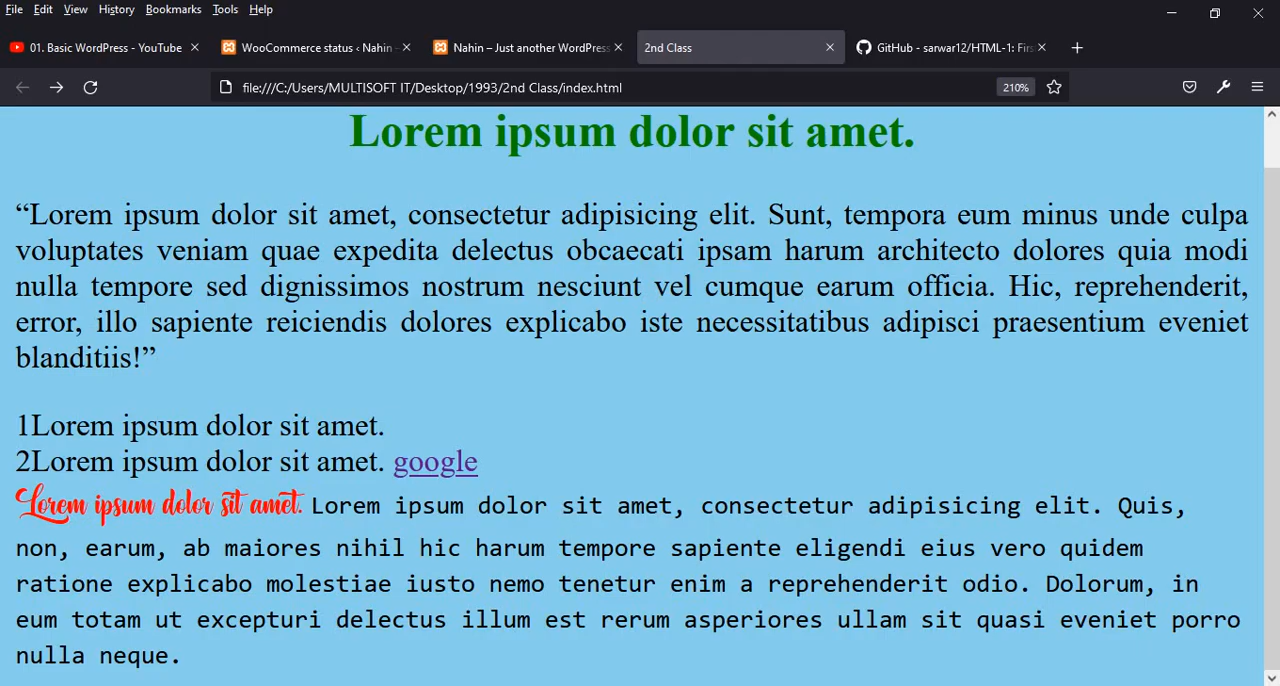 File Edit View History Bookmarks Tools Help
01. Basic WordPress - YouTube WooCommerce status ‹ Nahin - Nahin – Just another WordPress 2nd Class GitHub - sarwar12/HTML-1: Firs
file:///C:/Users/MULTISOFT IT/Desktop/1993/2nd Class/index.html 210%
Lorem ipsum dolor sit amet.
“Lorem ipsum dolor sit amet, consectetur adipisicing elit. Sunt, tempora eum minus unde culpa
voluptates veniam quae expedita delectus obcaecati ipsam harum architecto dolores quia modi
nulla tempore sed dignissimos nostrum nesciunt vel cumque earum officia. Hic, reprehenderit,
error, illo sapiente reiciendis dolores explicabo iste necessitatibus adipisci praesentium eveniet
blanditiis!”
1Lorem ipsum dolor sit amet.
2Lorem ipsum dolor sit amet. google
Lorem ipsum dolor sit amet. Lorem ipsum dolor sit amet, consectetur adipisicing elit. Quis,
non, earum, ab maiores nihil hic harum tempore sapiente eligendi eius vero quidem
ratione explicabo molestiae iusto nemo tenetur enim a reprehenderit odio. Dolorum, in
eum totam ut excepturi delectus illum est rerum asperiores ullam sit quasi eveniet porro
nulla neque.